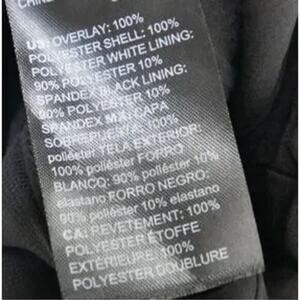 CHINE
US: OVERLAY: 100%
POLYESTER SHELL: 100%
POLYESTER WHITE LINING:
90% POLYESTER 10%
SPANDEX BLACK LINING:
90% POLYESTER 10%
SPANDEX MX: CAPA
SOBREPUESTA: 100%
poliéster TELA EXTERIOR:
100% poliéster FORRO
BLANCO: 90% poliéster 10%
elastano FORRO NEGRO:
90% poliéster 10% elastano
CA: REVETEMENT: 100%
POLYESTER ÉTOFFE
EXTÉRIEURE: 100%
POLYESTER DOUBLURE